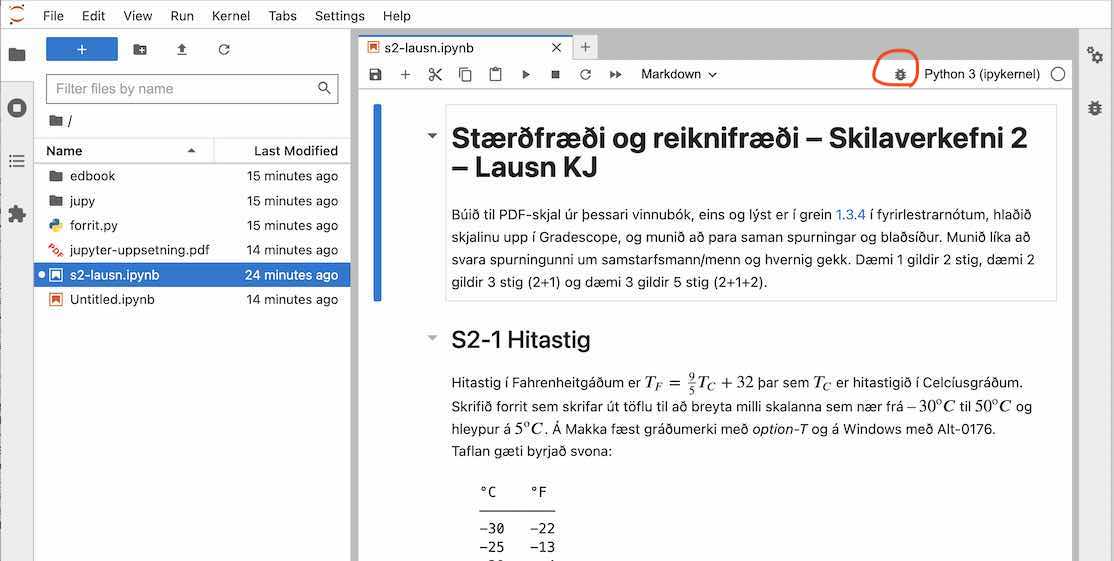 File Edit View Run Kernel Tabs Settings Help
s2-lausn.ipynb
Markdown
Python 3 (ipykernel)
Filter files by name
/
Name Last Modified
edbook 15 minutes ago
jupy 15 minutes ago
forrit.py 15 minutes ago
jupyter-uppsetning.pdf 14 minutes ago
s2-lausn.ipynb 24 minutes ago
Untitled.ipynb 14 minutes ago
Stærðfræði og reiknifræði – Skilaverkefni 2
– Lausn KJ
Búið til PDF-skjal úr þessari vinnubók, eins og lýst er í grein 1.3.4 í fyrirlestrarnótum, hlaðið
skjalinu upp í Gradescope, og munið að para saman spurningar og blaðsíður. Munið líka að
svara spurningunni um samstarfsmann/menn og hvernig gekk. Dæmi 1 gildir 2 stig, dæmi 2
gildir 3 stig (2+1) og dæmi 3 gildir 5 stig (2+1+2).
S2-1 Hitastig
Hitastig í Fahrenheitgáðum er T_F = 9/5 T_C + 32 þar sem T_C er hitastigið í Celcíusgráðum.
Skrifið forrit sem skrifar út töflu til að breyta milli skalanna sem nær frá –30°C til 50°C og
hleypur á 5°C. Á Makka fæst gráðumerki með option-T og á Windows með Alt-0176.
Taflan gæti byrjað svona:
°C °F
–30 –22
–25 –13